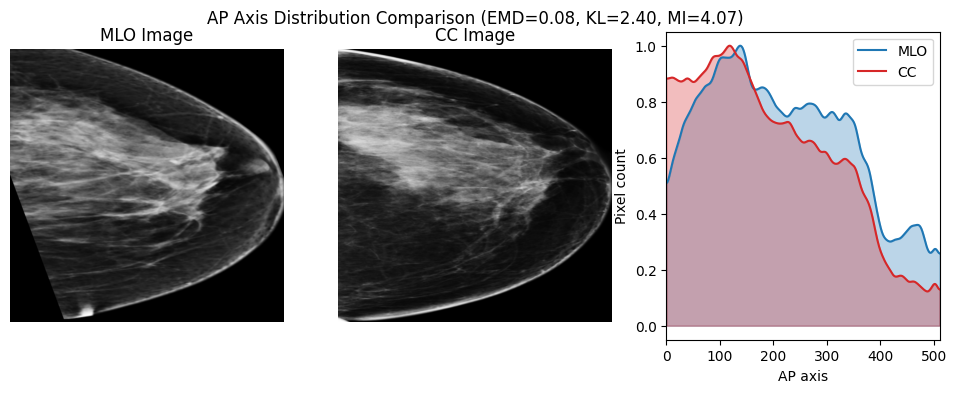 AP Axis Distribution Comparison (EMD=0.08, KL=2.40, MI=4.07)
MLO Image
CC Image
MLO
CC
Pixel count
1.0
0.8
0.6
0.4
0.2
0.0
0 100 200 300 400 500
AP axis